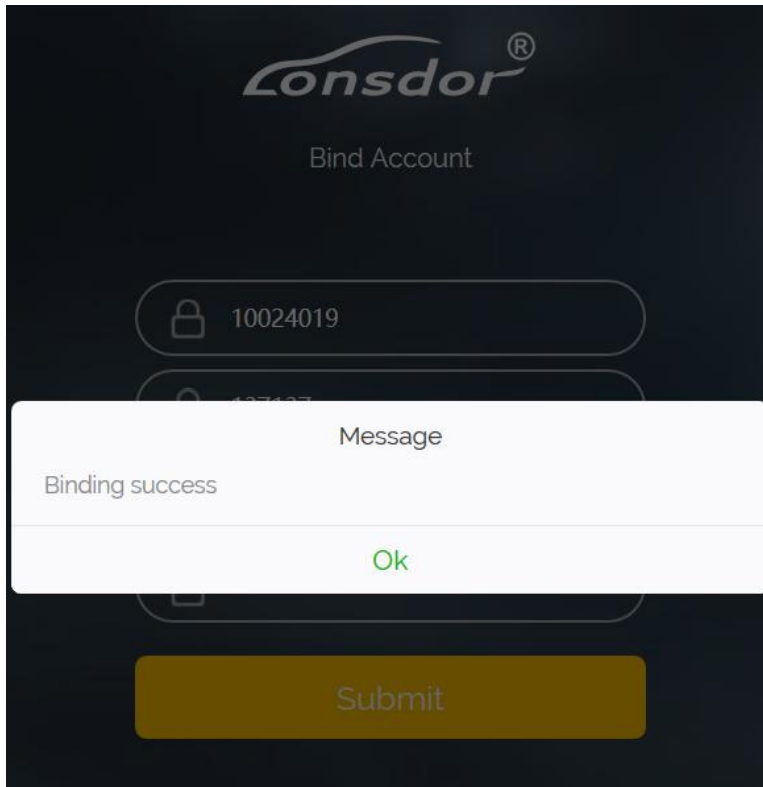 Lonsdor®
Bind Account
10024019
Message
Binding success
Ok
Submit